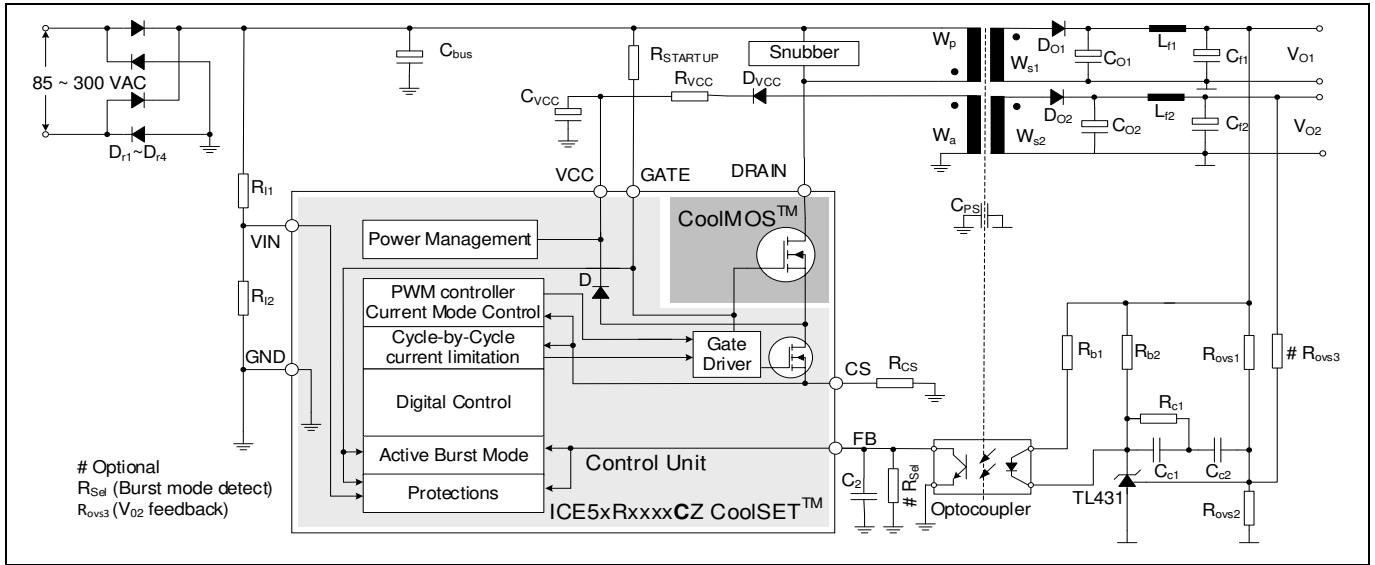 85 ~ 300 VAC
Dr1~Dr4
Cbus
RSTARTUP
Snubber
Wp
Ws1
DO1
CO1
Lf1
Cf1
VO1
CVCC
RVCC
DVCC
Wa
Ws2
DO2
CO2
Lf2
Cf2
VO2
RI1
RI2
VIN
GND
VCC
GATE
DRAIN
CoolMOS™
CPS
Power Management
D
PWM controller
Current Mode Control
Cycle-by-Cycle
current limitation
Digital Control
Active Burst Mode
Protections
Gate
Driver
CS
RCS
FB
Control Unit
ICE5xRxxxxCZ CoolSET™
C2
# RSel
Optocoupler
Rb1
Rb2
Rovs1
# Rovs3
Rc1
Cc1
Cc2
TL431
Rovs2
# Optional
RSel (Burst mode detect)
Rovs3 (V02 feedback)